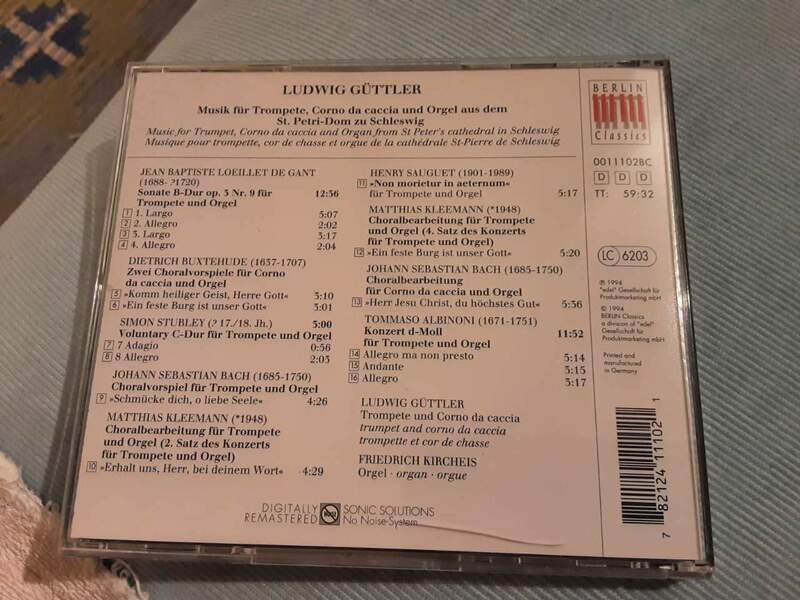 LUDWIG GÜTTLER
Musik für Trompete, Corno da caccia und Orgel aus dem
St. Petri-Dom zu Schleswig
Music for Trumpet, Corno da caccia and Organ from St Peter's cathedral in Schleswig
Musique pour trompette, cor de chasse et orgue de la cathédrale St-Pierre de Schleswig
JEAN BAPTISTE LOEILLET DE GANT
(1688- ?1720)
Sonate B-Dur op. 5 Nr. 9 für 12:36
Trompete und Orgel
1 1. Largo 5:07
2 2. Allegro 2:02
3 3. Largo 3:17
4 4. Allegro 2:04
DIETRICH BUXTEHUDE (1637-1707)
Zwei Choralvorspiele für Corno
da caccia und Orgel
5 »Komm heiliger Geist, Herre Gott« 3:10
6 »Ein feste Burg ist unser Gott« 3:01
SIMON STUBLEY (? 17./18. Jh.) 3:00
Voluntary C-Dur für Trompete und Orgel
7 7 Adagio 0:56
8 8 Allegro 2:03
JOHANN SEBASTIAN BACH (1685-1750)
Choralvorspiel für Trompete und Orgel
9 »Schmücke dich, o liebe Seele« 4:26
MATTHIAS KLEEMANN (*1948)
Choralbearbeitung für Trompete
und Orgel (2. Satz des Konzerts
für Trompete und Orgel)
10 »Erhalt uns, Herr, bei deinem Wort« 4:29
HENRY SAUGUET (1901-1989)
11 »Non morietur in aeternum«
für Trompete und Orgel 5:17
MATTHIAS KLEEMANN (*1948)
Choralbearbeitung für Trompete
und Orgel (4. Satz des Konzerts
für Trompete und Orgel)
12 »Ein feste Burg ist unser Gott« 5:20
JOHANN SEBASTIAN BACH (1685-1750)
Choralbearbeitung
für Corno da caccia und Orgel
13 »Herr Jesu Christ, du höchstes Gut« 5:36
TOMMASO ALBINONI (1671-1751)
Konzert d-Moll 11:52
für Trompete und Orgel
14 Allegro ma non presto 5:14
15 Andante 3:15
16 Allegro 3:17
LUDWIG GÜTTLER
Trompete und Corno da caccia
trumpet and corno da caccia
trompette et cor de chasse
FRIEDRICH KIRCHEIS
Orgel · organ · orgue
DIGITALLY
REMASTERED
SONIC SOLUTIONS
No Noise-System
BERLIN
Classics
0011102BC
D D D
TT: 59:32
LC 6203
℗ 1994
"edel" Gesellschaft für
Produktmarketing mbH
© 1994
BERLIN Classics
a division of "edel"
Gesellschaft für
Produktmarketing mbH
Printed and
manufactured in
Germany
7 82124 11102 1